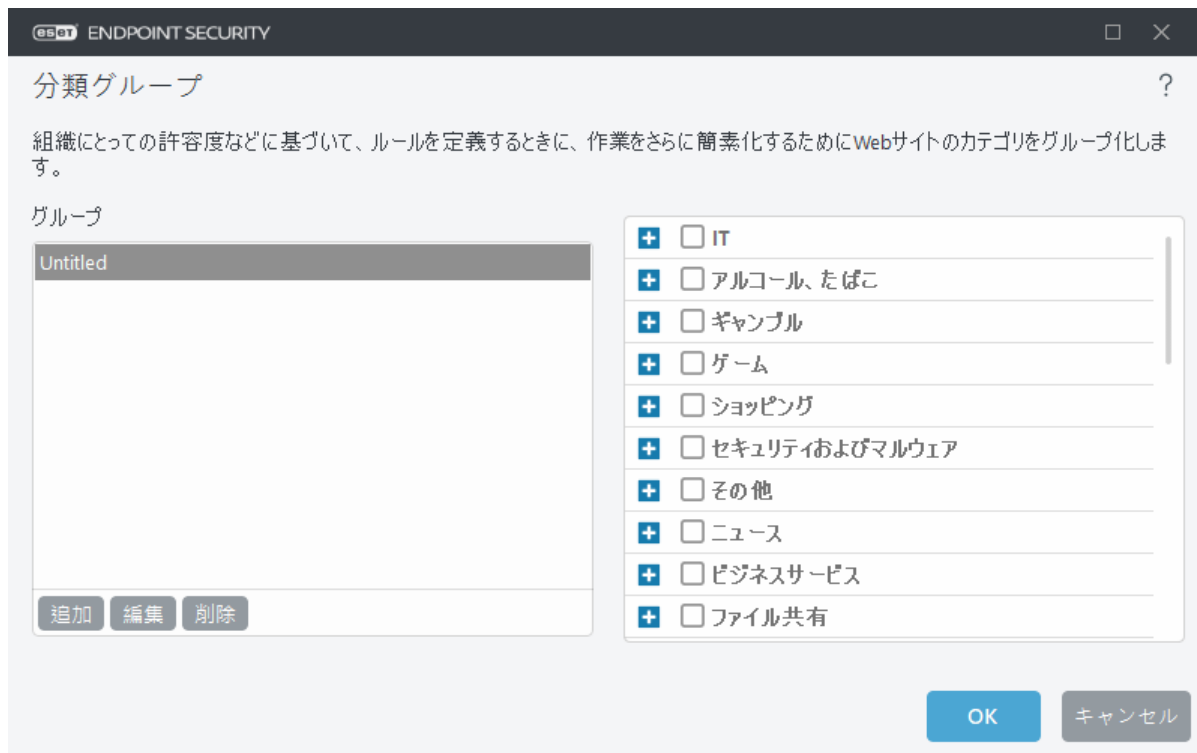 eset ENDPOINT SECURITY
分類グループ
?
組織にとっての許容度などに基づいて、ルールを定義するときに、作業をさらに簡素化するためにWebサイトのカテゴリをグループ化しま
す。
グループ
Untitled
追加 編集 削除
IT
アルコール、たばこ
ギャンブル
ゲーム
ショッピング
セキュリティおよびマルウェア
その他
ニュース
ビジネスサービス
ファイル共有
OK キャンセル